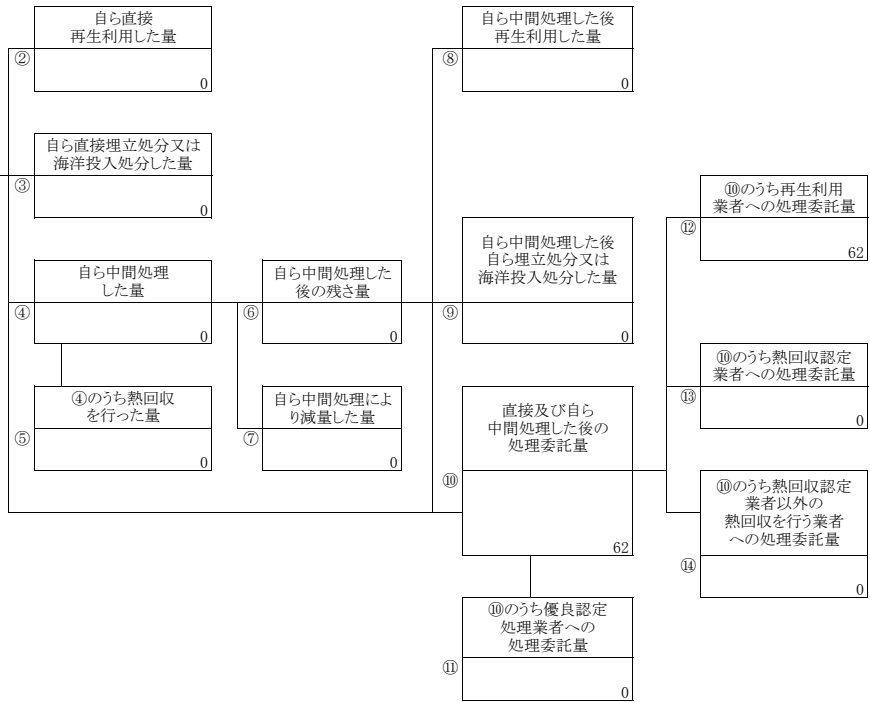 自ら直接
再生利用した量
②
0
自ら中間処理した後
再生利用した量
⑧
0
自ら直接埋立処分又は
海洋投入処分した量
③
0
⑩のうち再生利用
業者への処理委託量
⑫
62
自ら中間処理した後
自ら埋立処分又は
海洋投入処分した量
⑨
0
自ら中間処理
した量
④
0
自ら中間処理した
後の残さ量
⑥
0
⑩のうち熱回収認定
業者への処理委託量
⑬
0
④のうち熱回収
を行った量
⑤
0
自ら中間処理によ
り減量した量
⑦
0
直接及び自ら
中間処理した後の
処理委託量
⑩
62
⑩のうち熱回収認定
業者以外の
熱回収を行う業者
への処理委託量
⑭
0
⑩のうち優良認定
処理業者への
処理委託量
⑪
0